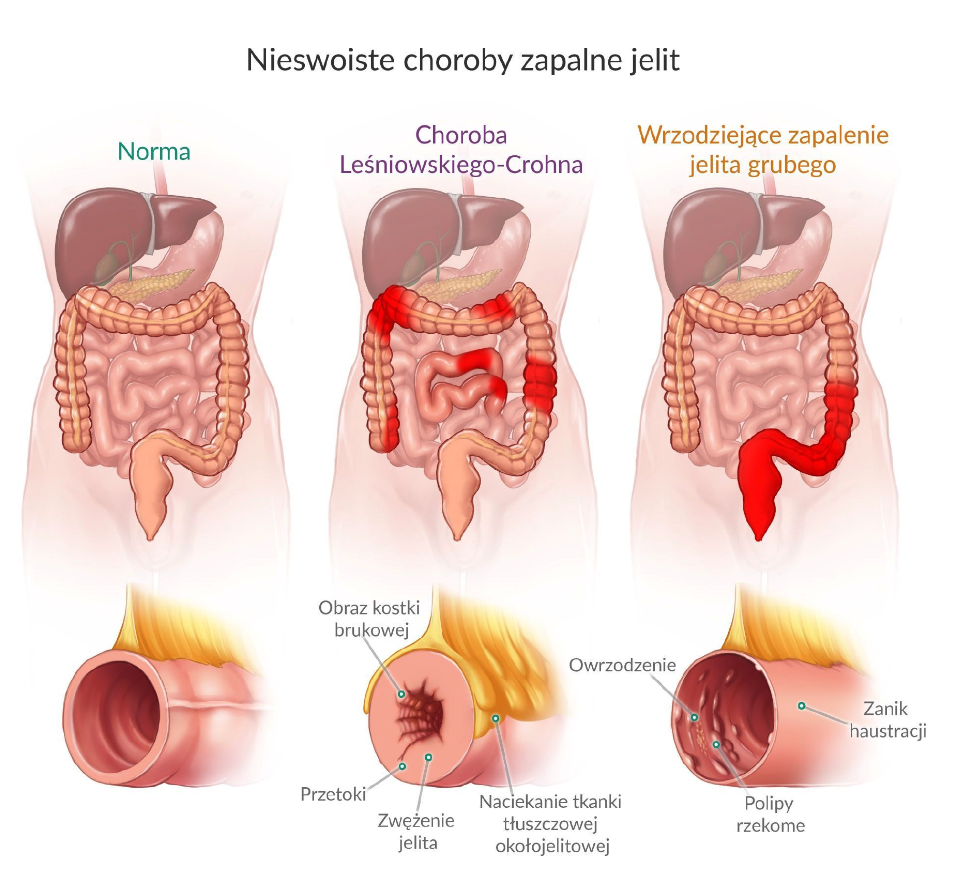 Nieswoiste choroby zapalne jelit
Norma
Choroba
Leśniowskiego-Crohna
Wrzodziejące zapalenie
jelita grubego
Obraz kostki
brukowej
Przetoki
Zwężenie
jelita
Naciekanie tkanki
tłuszczowej
okołojelitowej
Owrzodzenie
Zanik
haustracji
Polipy
rzekome